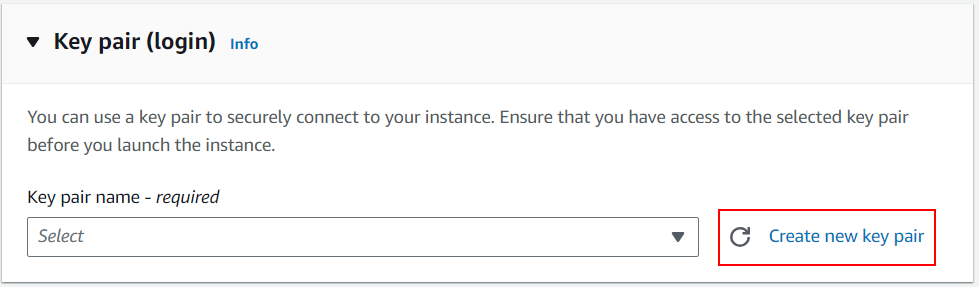 Key pair (login) Info
You can use a key pair to securely connect to your instance. Ensure that you have access to the selected key pair
before you launch the instance.
Key pair name - required
Select
Create new key pair